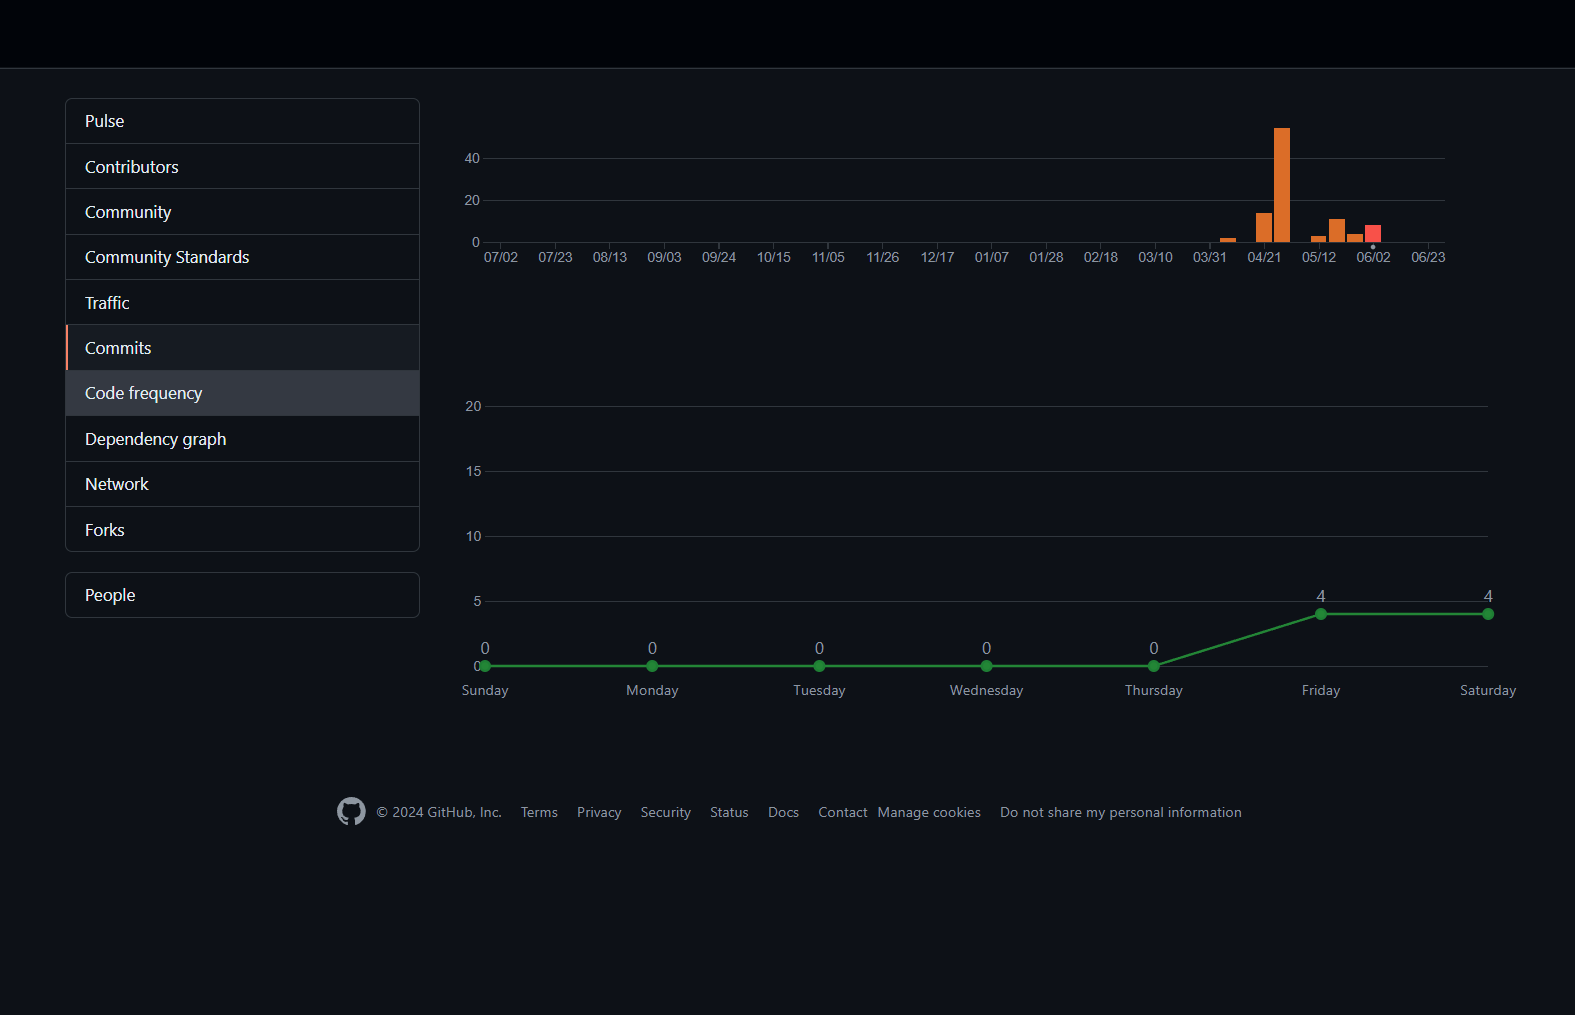 Pulse
Contributors
Community
Community Standards
Traffic
Commits
Code frequency
Dependency graph
Network
Forks
People
40
20
0
07/02 07/23 08/13 09/03 09/24 10/15 11/05 11/26 12/17 01/07 01/28 02/18 03/10 03/31 04/21 05/12 06/02 06/23
20
15
10
5
4 4
0 0 0 0 0
0
Sunday Monday Tuesday Wednesday Thursday Friday Saturday
© 2024 GitHub, Inc. Terms Privacy Security Status Docs Contact Manage cookies Do not share my personal information